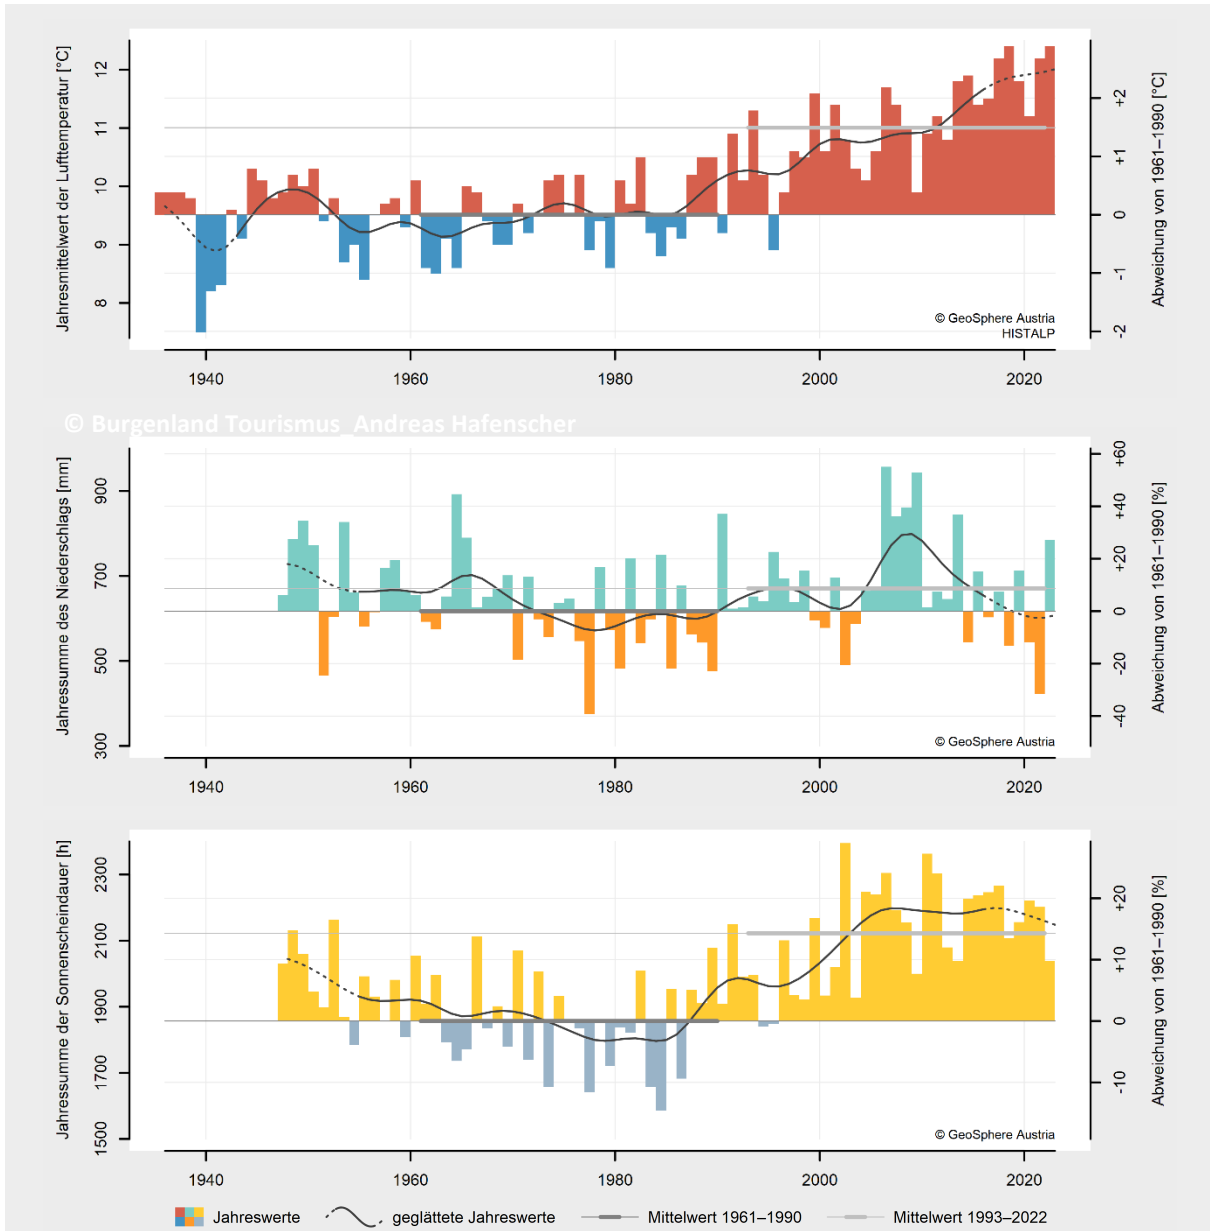 Jahresmittelwert der Lufttemperatur [°C]
12
11
10
9
8
+2
+1
0
-1
-2
Abweichung von 1961–1990 [°C]
© GeoSphere Austria
HISTALP
1940 1960 1980 2000 2020
© Burgenland Tourismus_Andreas Hafenscher
Jahressumme des Niederschlags [mm]
900
700
500
300
+60
+40
+20
0
-20
-40
Abweichung von 1961–1990 [%]
© GeoSphere Austria
1940 1960 1980 2000 2020
Jahressumme der Sonnenscheindauer [h]
2300
2100
1900
1700
1500
+20
+10
0
-10
Abweichung von 1961–1990 [%]
© GeoSphere Austria
1940 1960 1980 2000 2020
Jahreswerte geglättete Jahreswerte Mittelwert 1961–1990 Mittelwert 1993–2022